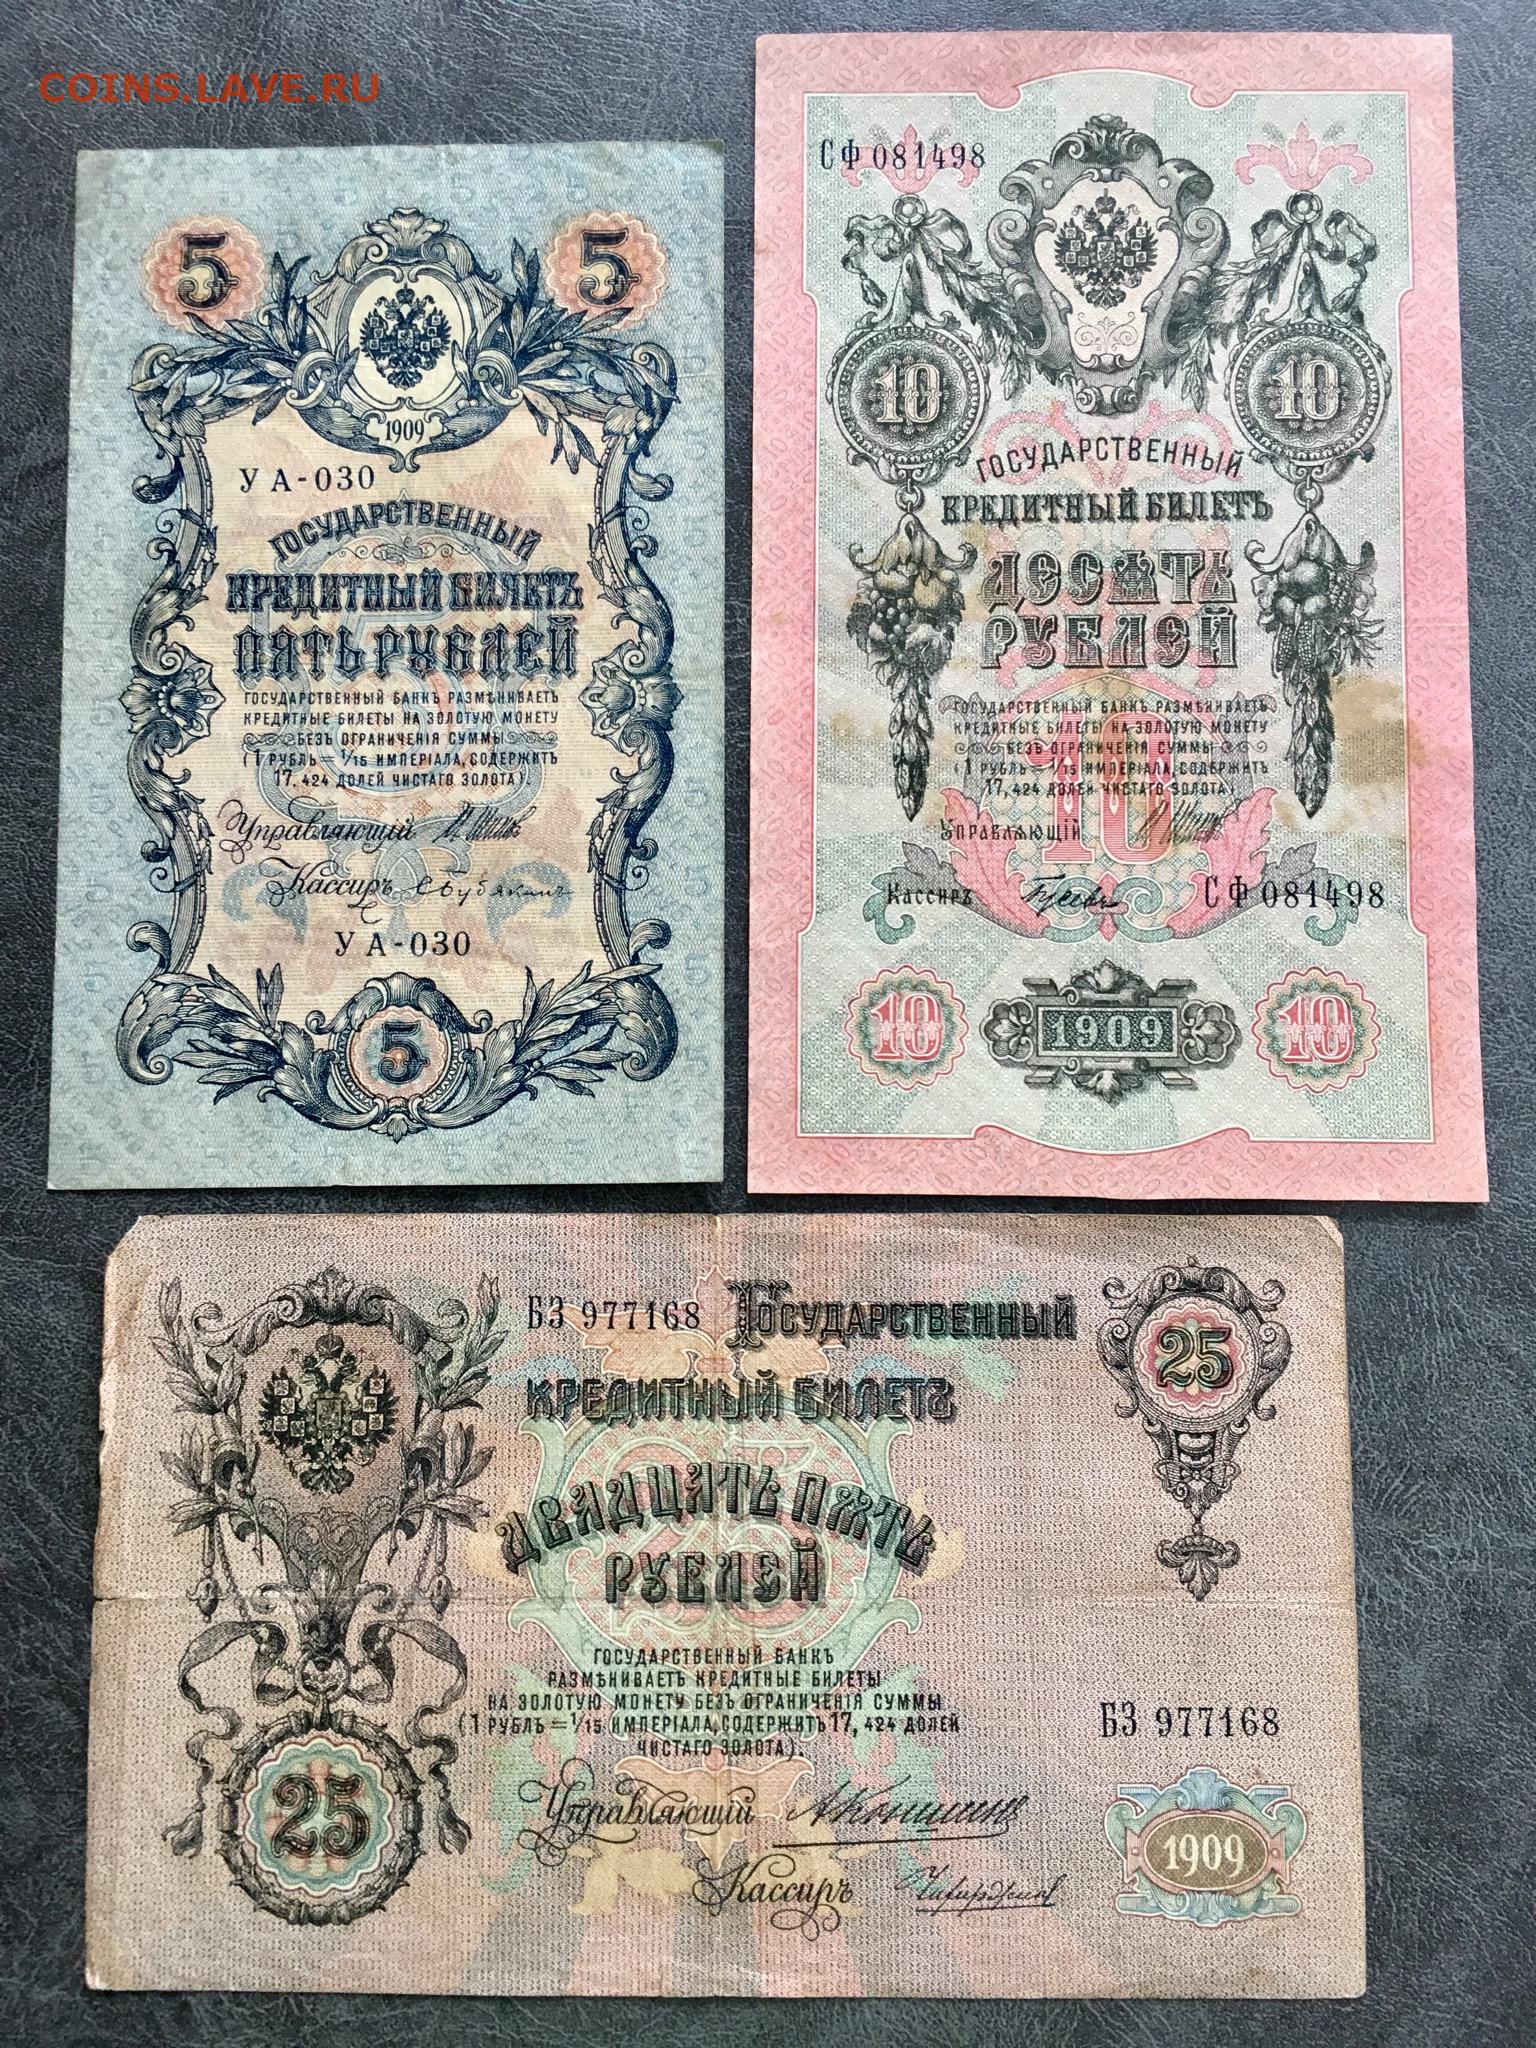 COINS.LAVE.RU
5 5
1909
УА-030
ГОСУДАРСТВЕННЫЙ
КРЕДИТНЫЙ БИЛЕТЪ
ПЯТЬ РУБЛЕЙ
ГОСУДАРСТВЕННЫЙ БАНКЪ РАЗМѢНИВАЕТЪ
КРЕДИТНЫЕ БИЛЕТЫ НА ЗОЛОТУЮ МОНЕТУ
БЕЗЪ ОГРАНИЧЕНІЯ СУММЫ
(1 РУБЛЬ = 1/15 ИМПЕРІАЛА, СОДЕРЖИТЪ
17,424 ДОЛЕЙ ЧИСТАГО ЗОЛОТА).
Управляющій
Кассиръ
УА-030
5
СФ 081498
10 10
ГОСУДАРСТВЕННЫЙ
КРЕДИТНЫЙ БИЛЕТЪ
ДЕСЯТЬ
РУБЛЕЙ
ГОСУДАРСТВЕННЫЙ БАНКЪ РАЗМѢНИВАЕТЪ
КРЕДИТНЫЕ БИЛЕТЫ НА ЗОЛОТУЮ МОНЕТУ
БЕЗЪ ОГРАНИЧЕНІЯ СУММЫ
(1 РУБЛЬ = 1/15 ИМПЕРІАЛА, СОДЕРЖИТЪ
17,424 ДОЛЕЙ ЧИСТАГО ЗОЛОТА)
10
Управляющій
Кассиръ СФ 081498
10 1909 10
БЗ 977168 Государственный
КРЕДИТНЫЙ БИЛЕТЪ
25
ДВАДЦАТЬ ПЯТЬ
РУБЛЕЙ
ГОСУДАРСТВЕННЫЙ БАНКЪ
РАЗМѢНИВАЕТЪ КРЕДИТНЫЕ БИЛЕТЫ
НА ЗОЛОТУЮ МОНЕТУ БЕЗЪ ОГРАНИЧЕНІЯ СУММЫ
(1 РУБЛЬ = 1/15 ИМПЕРІАЛА, СОДЕРЖИТЪ 17,424 ДОЛЕЙ
ЧИСТАГО ЗОЛОТА).
БЗ 977168
25
Управляющій
Кассиръ
1909